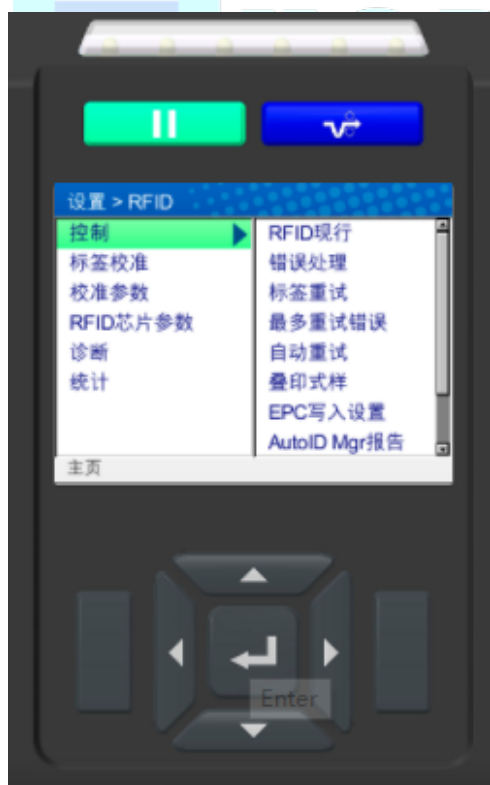 设置 > RFID
控制
标签校准
校准参数
RFID芯片参数
诊断
统计
RFID现行
错误处理
标签重试
最多重试错误
自动重试
叠印式样
EPC写入设置
AutoID Mgr报告
主页
Enter